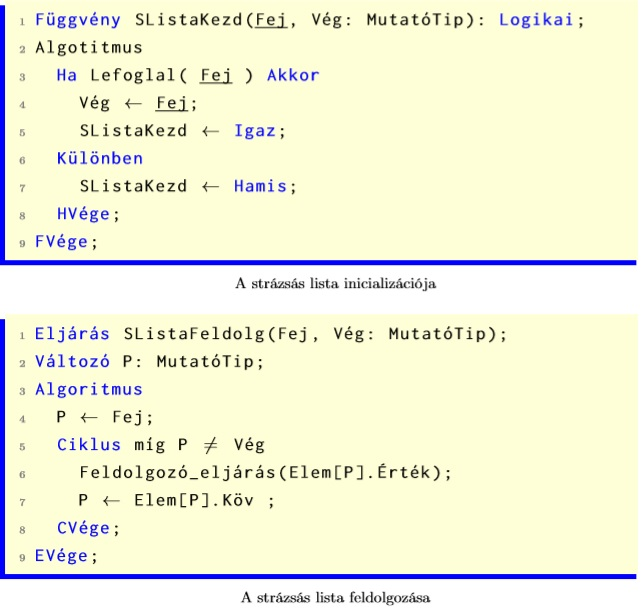 1 Függvény SListaKezd(Fej, Vég: MutatóTip): Logikai;
2 Algotitmus
3 Ha Lefoglal( Fej ) Akkor
4 Vég ← Fej;
5 SListaKezd ← Igaz;
6 Különben
7 SListaKezd ← Hamis;
8 HVége;
9 FVége;
A strázsás lista inicializációja
1 Eljárás SListaFeldolg(Fej, Vég: MutatóTip);
2 Változó P: MutatóTip;
3 Algoritmus
4 P ← Fej;
5 Ciklus míg P ≠ Vég
6 Feldolgozó_eljárás(Elem[P].Érték);
7 P ← Elem[P].Köv ;
8 CVége;
9 EVége;
A strázsás lista feldolgozása